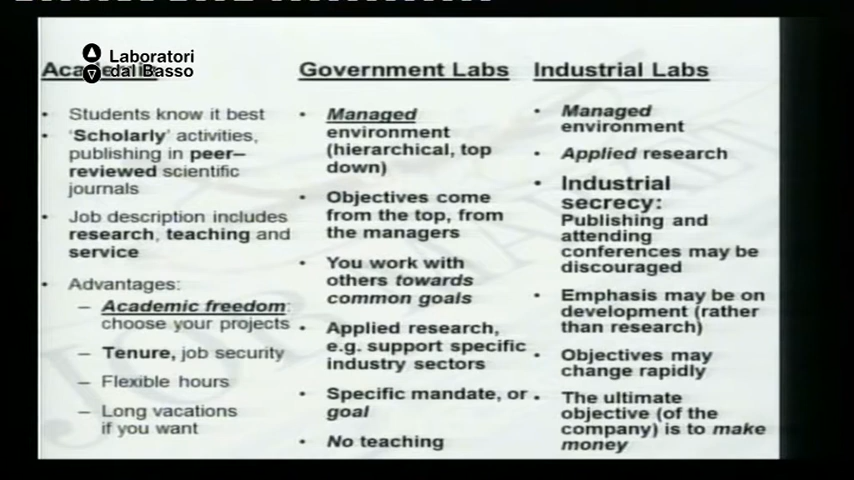 Laboratori
dal Basso
Government Labs
Industrial Labs
• Students know it best
• 'Scholarly' activities,
publishing in peer–
reviewed scientific
journals
• Job description includes
research, teaching and
service
• Advantages:
– Academic freedom:
choose your projects
– Tenure, job security
– Flexible hours
– Long vacations
if you want
• Managed
environment
(hierarchical, top
down)
• Objectives come
from the top, from
the managers
• You work with
others towards
common goals
• Applied research,
e.g. support specific
industry sectors
• Specific mandate, or
goal
• No teaching
• Managed
environment
• Applied research
• Industrial
secrecy:
Publishing and
attending
conferences may be
discouraged
• Emphasis may be on
development (rather
than research)
• Objectives may
change rapidly
• The ultimate
objective (of the
company) is to make
money
JOB MARKET